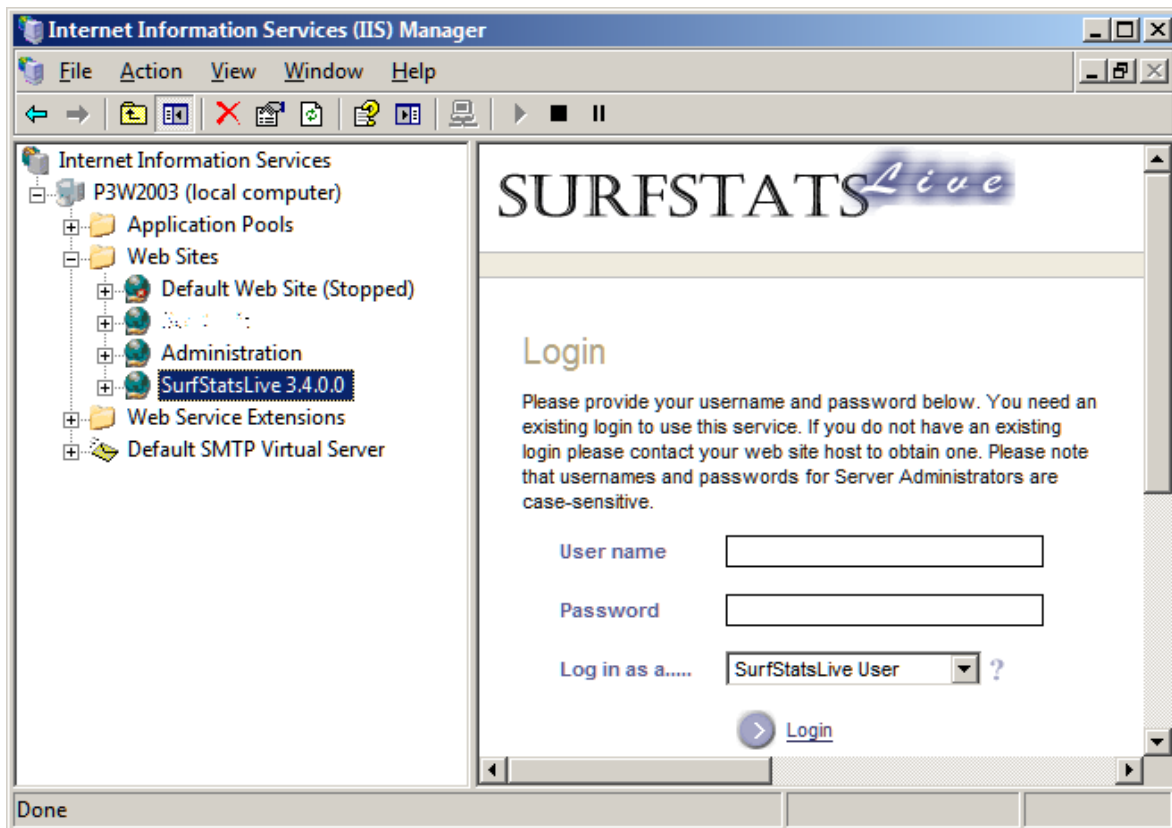 Internet Information Services (IIS) Manager
File Action View Window Help
Internet Information Services
P3W2003 (local computer)
Application Pools
Web Sites
Default Web Site (Stopped)
Administration
SurfStatsLive 3.4.0.0
Web Service Extensions
Default SMTP Virtual Server
SURFSTATS Live
Login
Please provide your username and password below. You need an
existing login to use this service. If you do not have an existing
login please contact your web site host to obtain one. Please note
that usernames and passwords for Server Administrators are
case-sensitive.
User name
Password
Log in as a..... SurfStatsLive User ?
Login
Done